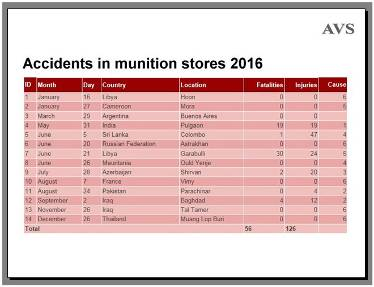 AVS
Accidents in munition stores 2016
ID Month Day Country Location Fatalities Injuries Cause
1 January 16 Libya Hoon 0 0 6
2 January 27 Cameroon Mora 0 0 6
3 March 29 Argentina Buenos Aires 0 0
4 May 31 India Pulgaon 19 19 1
5 June 5 Sri Lanka Colombo 1 47 4
6 June 20 Russian Federation Astrakhan 0 0 6
7 June 21 Libya Garabulli 30 24 5
8 June 26 Mauritania Ould Yenje 0 0 4
9 July 28 Azerbaijan Shirvan 2 20 3
10 August 7 France Vimy 0 0 6
11 August 24 Pakistan Parachinar 0 4 2
12 September 2 Iraq Baghdad 4 12 2
13 November 26 Iraq Tal Tamer 0 0
14 December 26 Thailand Muang Lop Buri 0 0 6
Total 56 126